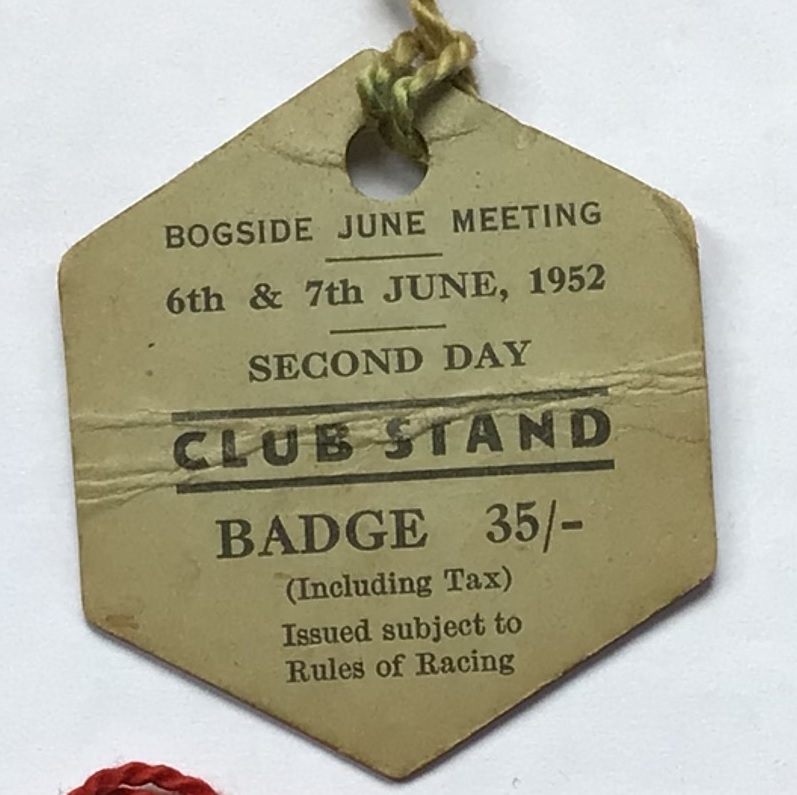 BOGSIDE JUNE MEETING
6th & 7th JUNE, 1952
SECOND DAY
CLUB STAND
BADGE 35/-
(Including Tax)
Issued subject to
Rules of Racing